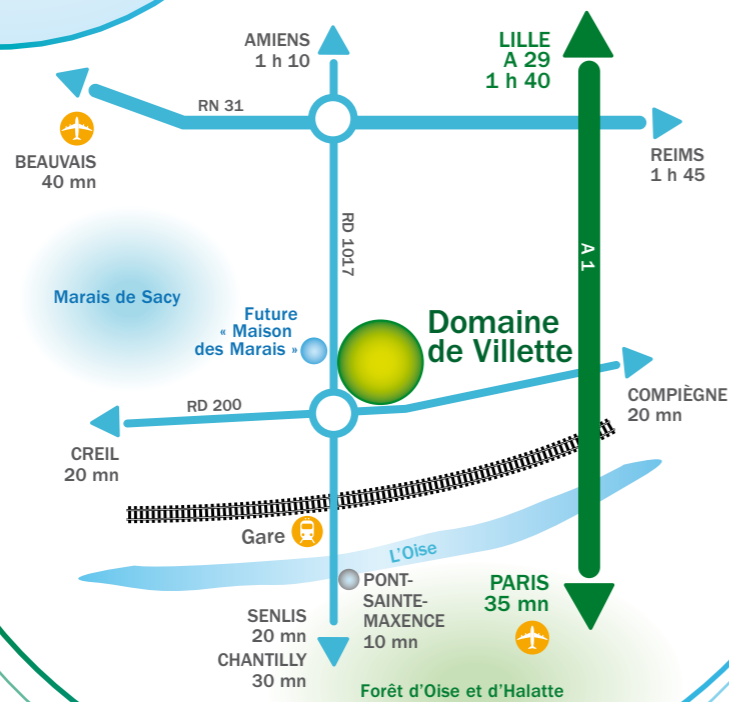 AMIENS
1 h 10
LILLE
A 29
1 h 40
RN 31
BEAUVAIS
40 mn
REIMS
1 h 45
RD 1017
A 1
Marais de Sacy
Future
« Maison
des Marais »
Domaine
de Villette
RD 200
CREIL
20 mn
COMPIÈGNE
20 mn
Gare
L'Oise
PONT-
SAINTE-
MAXENCE
10 mn
PARIS
35 mn
SENLIS
20 mn
CHANTILLY
30 mn
Forêt d'Oise et d'Halatte